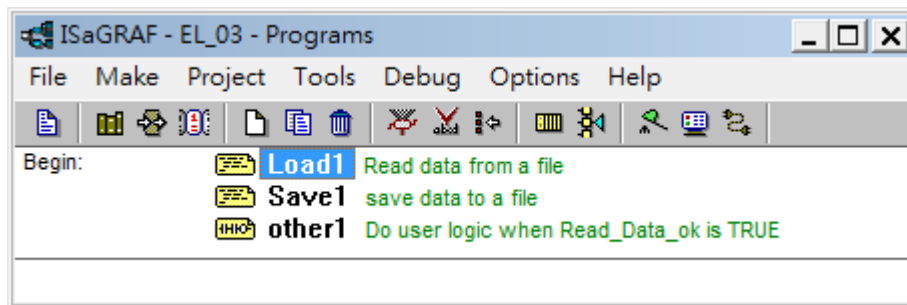 ISaGRAF - EL_03 - Programs
File Make Project Tools Debug Options Help
Begin: Load1 Read data from a file
Save1 save data to a file
other1 Do user logic when Read_Data_ok is TRUE